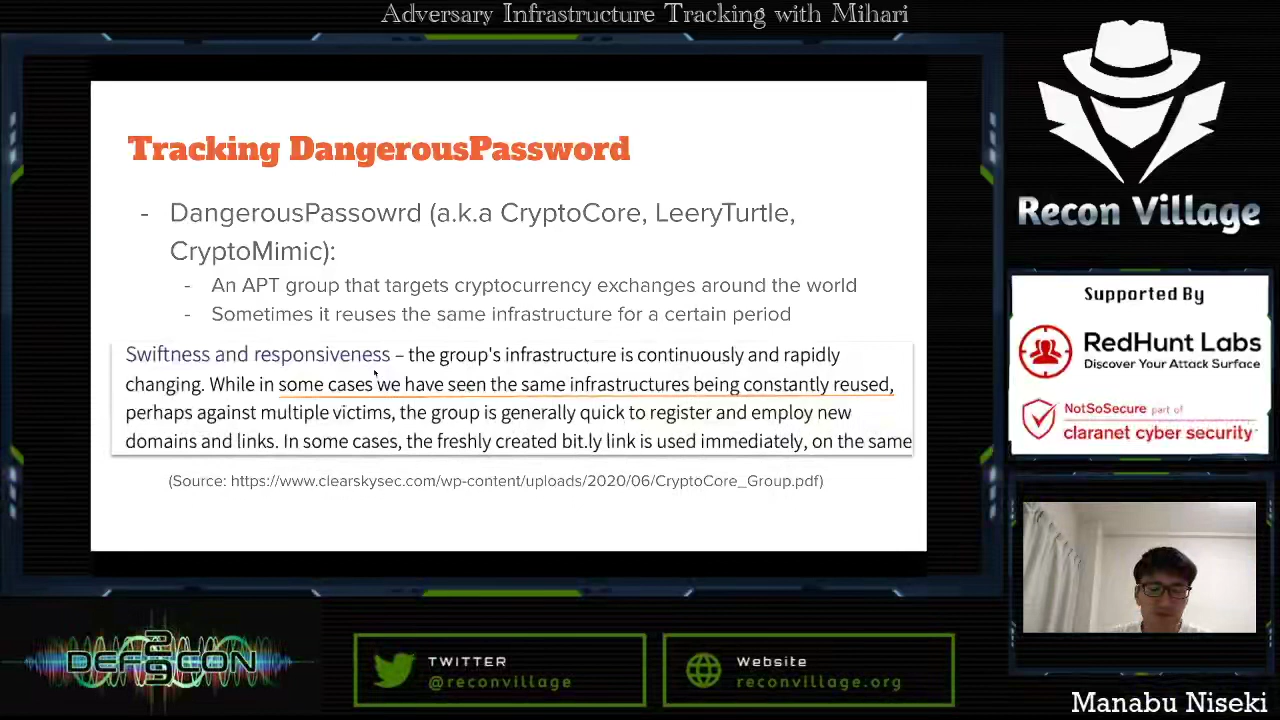 Adversary Infrastructure Tracking with Mihari
Tracking DangerousPassword
- DangerousPassowrd (a.k.a CryptoCore, LeeryTurtle,
CryptoMimic):
- An APT group that targets cryptocurrency exchanges around the world
- Sometimes it reuses the same infrastructure for a certain period
Swiftness and responsiveness – the group's infrastructure is continuously and rapidly
changing. While in some cases we have seen the same infrastructures being constantly reused,
perhaps against multiple victims, the group is generally quick to register and employ new
domains and links. In some cases, the freshly created bit.ly link is used immediately, on the same
(Source: https://www.clearskysec.com/wp-content/uploads/2020/06/CryptoCore_Group.pdf)
Recon Village
Supported By
RedHunt Labs
Discover Your Attack Surface
NotSoSecure part of
claranet cyber security
DEFCON
29
TWITTER
@reconvillage
Website
reconvillage.org
Manabu Niseki